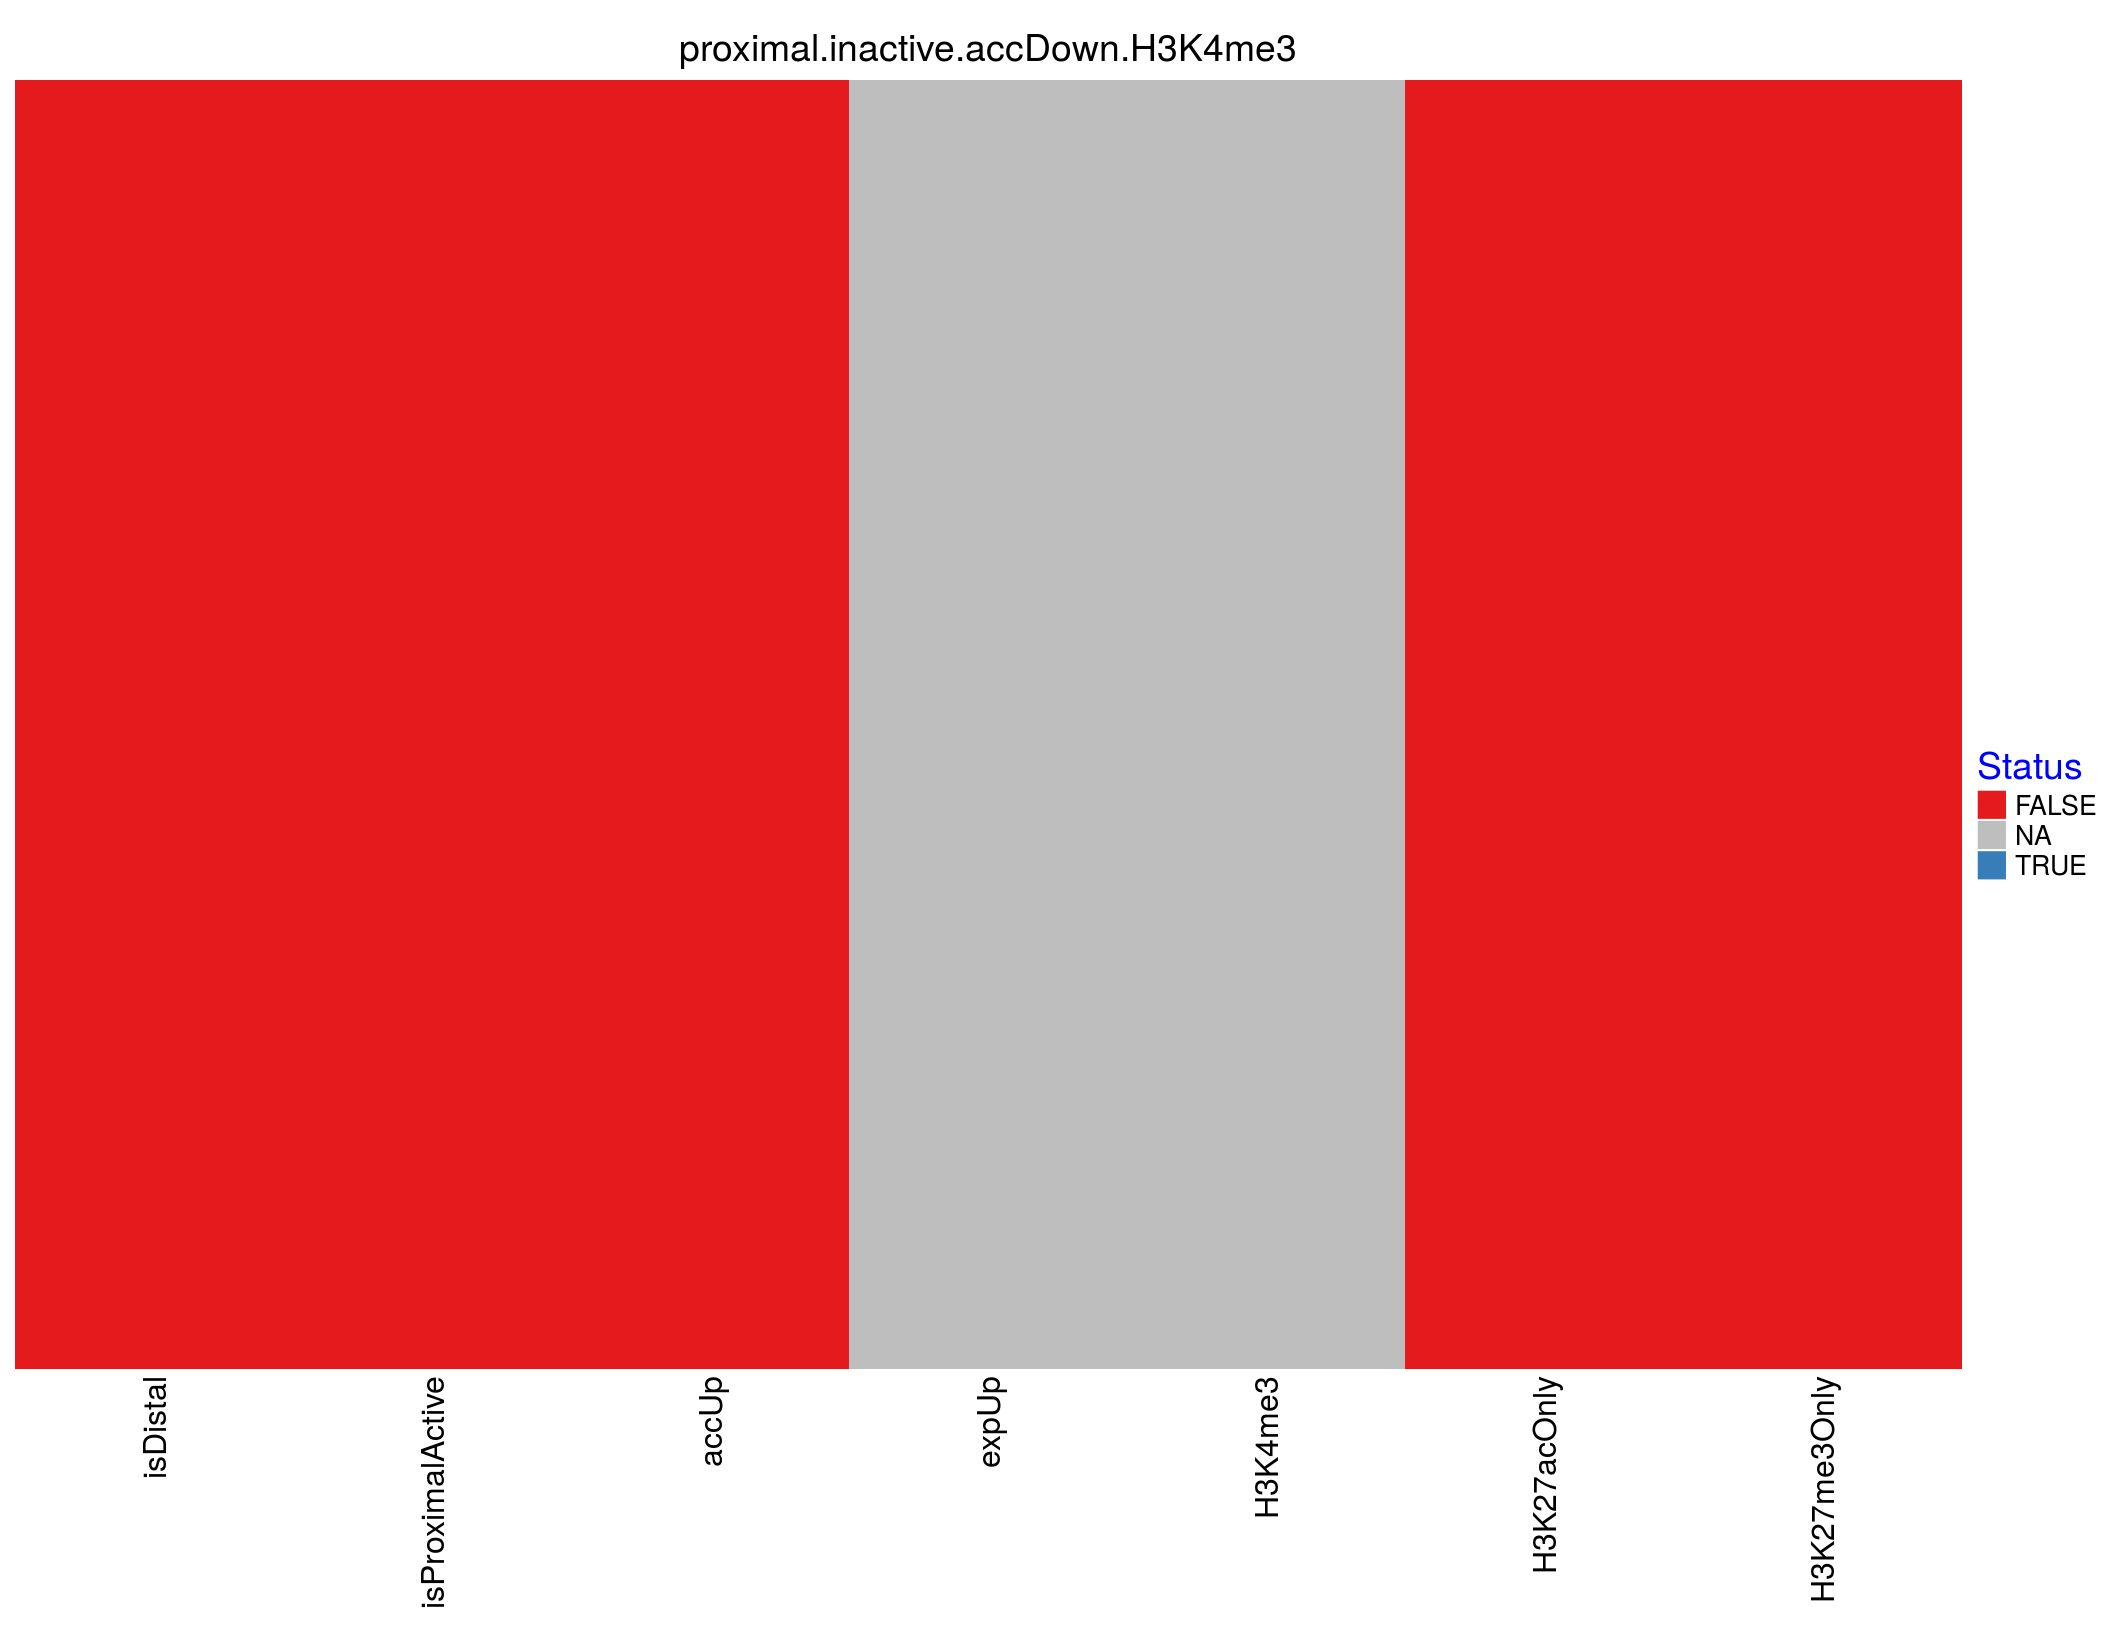 proximal.inactive.accDown.H3K4me3
Status
FALSE
NA
TRUE
isDistal
isProximalActive
accUp
expUp
H3K4me3
H3K27acOnly
H3K27me3Only